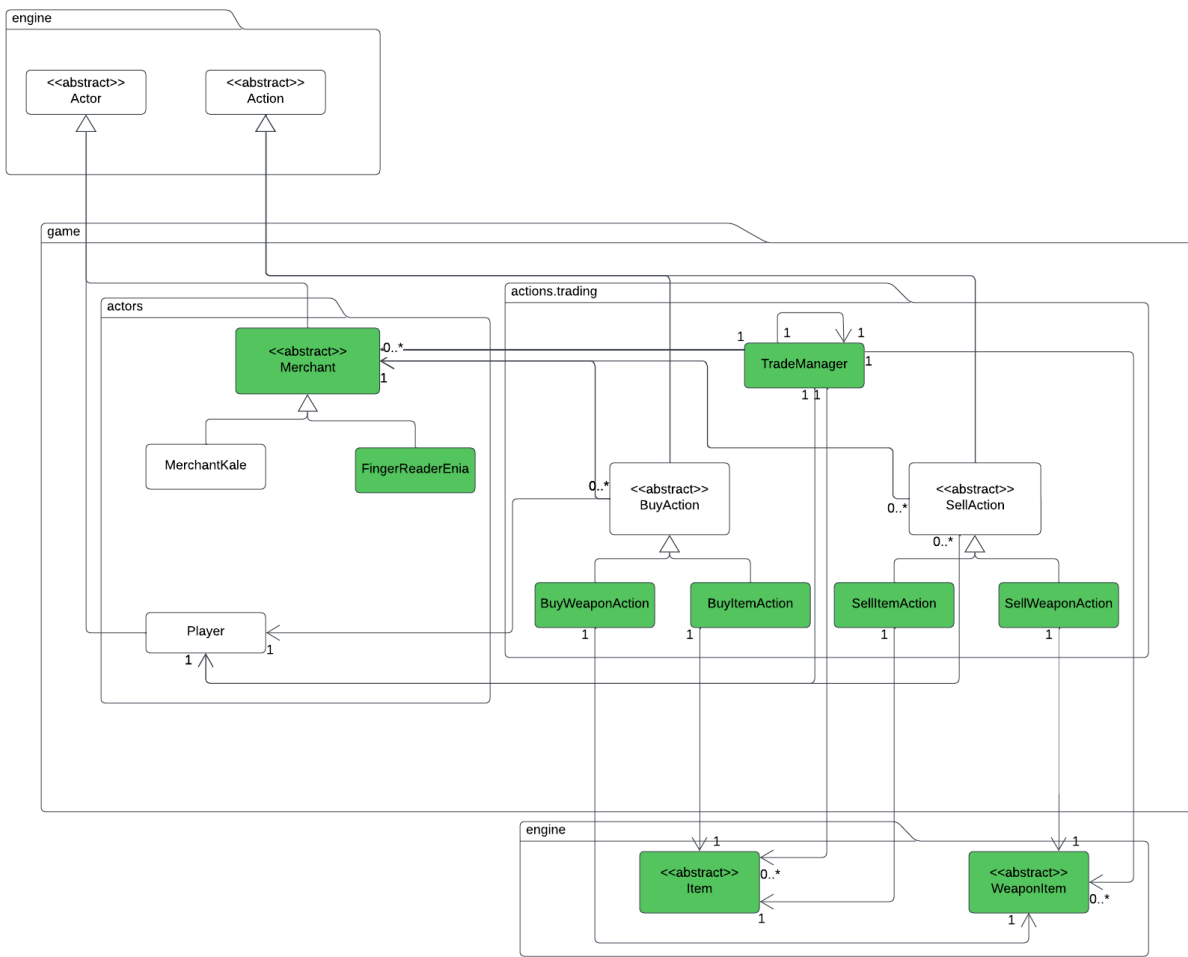 engine
<<abstract>>
Actor
<<abstract>>
Action
game
actions.trading
actors
<<abstract>>
Merchant
0..*
1
1
1
1
TradeManager
1
1 1
MerchantKale
FingerReaderEnia
0..*
<<abstract>>
BuyAction
<<abstract>>
SellAction
0..*
0..*
BuyWeaponAction
BuyItemAction
SellItemAction
SellWeaponAction
1
1
1
1
Player
1
1
engine
1
1
<<abstract>>
Item
0..*
1
<<abstract>>
WeaponItem
0..*
1